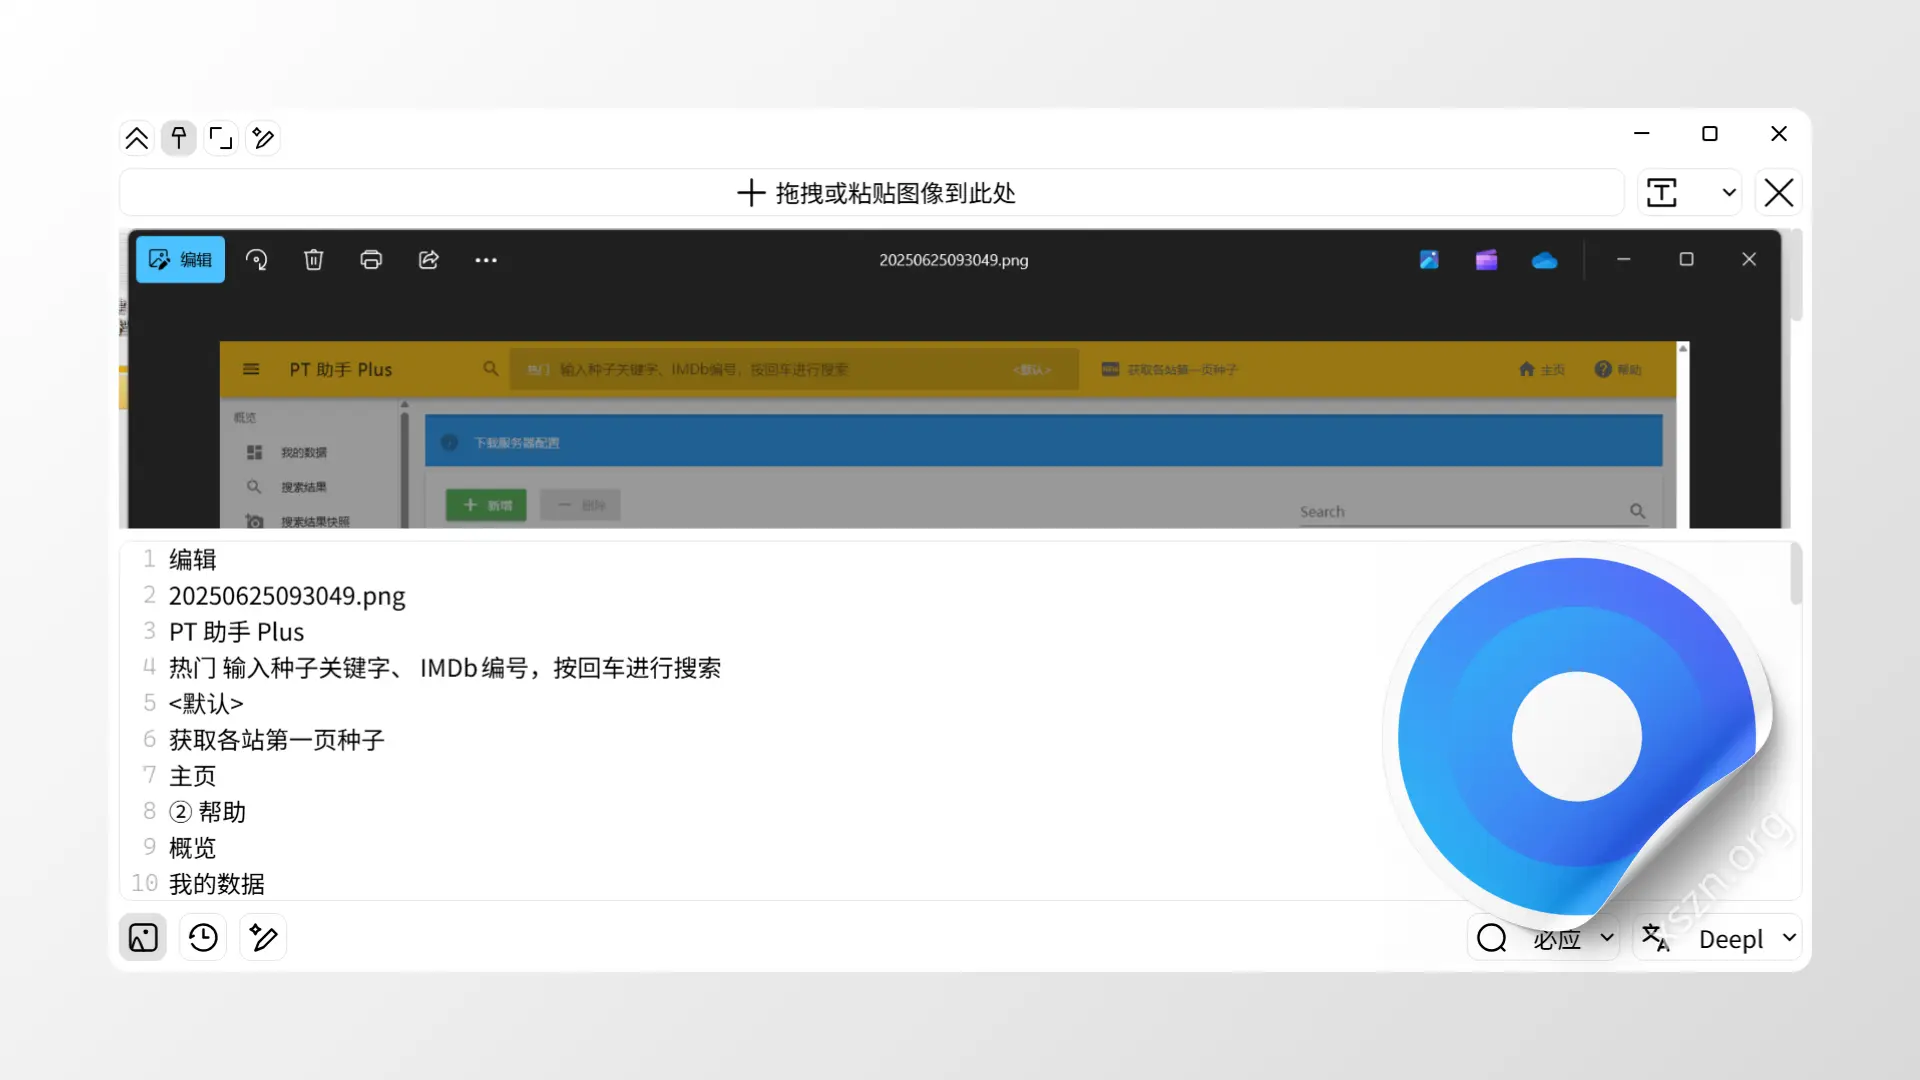 拖拽或粘贴图像到此处
编辑
20250625093049.png
PT 助手 Plus
热门 输入种子关键字、IMDb编号，按回车进行搜索 <默认>
获取各站第一页种子
主页
帮助
概览
下载服务器配置
我的数据
搜索结果
新增
删除
Search
搜索结果快照
1 编辑
2 20250625093049.png
3 PT 助手 Plus
4 热门 输入种子关键字、 IMDb编号，按回车进行搜索
5 <默认>
6 获取各站第一页种子
7 主页
8 ② 帮助
9 概览
10 我的数据
必应
Deepl
xszn.org